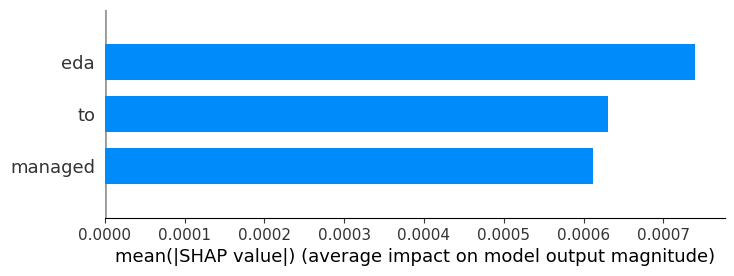 eda
to
managed
0.0000 0.0001 0.0002 0.0003 0.0004 0.0005 0.0006 0.0007
mean(|SHAP value|) (average impact on model output magnitude)